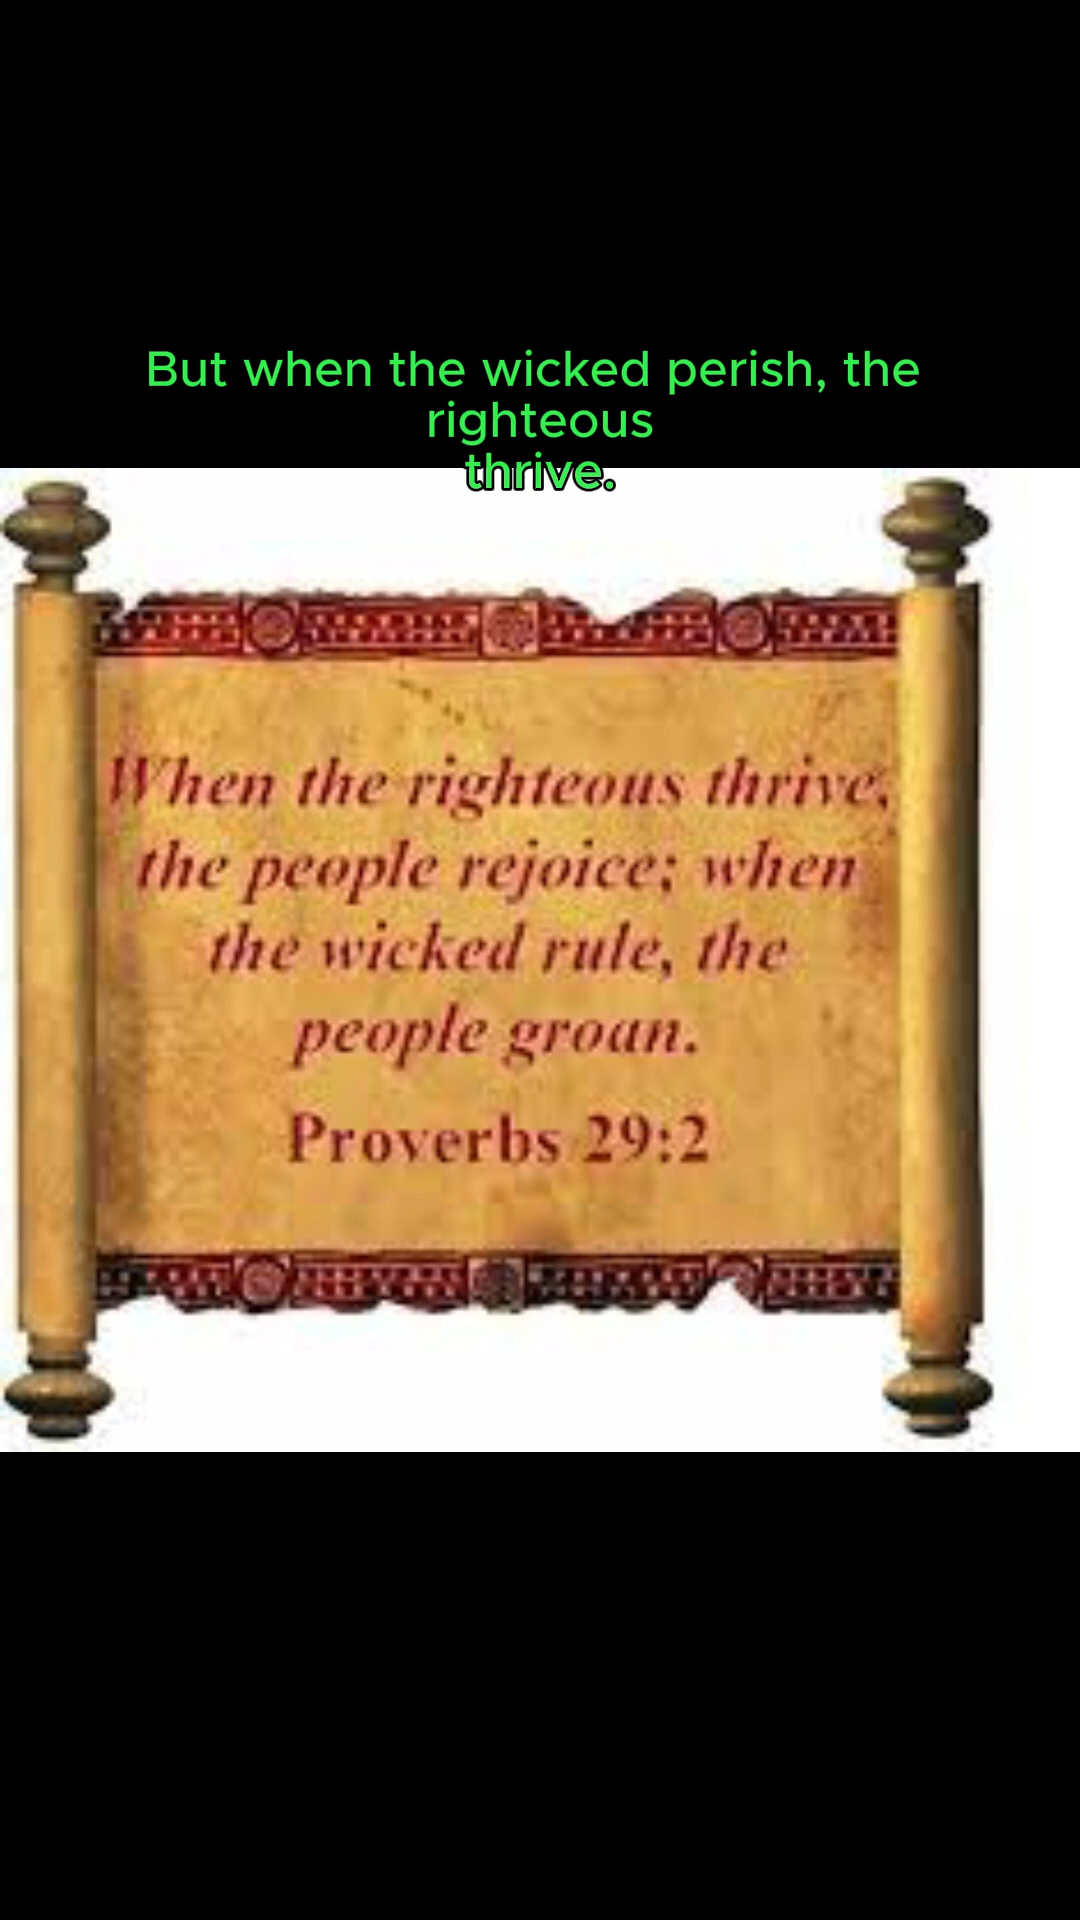 But when the wicked perish, the
righteous
thrive.
When the righteous thrive,
the people rejoice; when
the wicked rule, the
people groan.
Proverbs 29:2